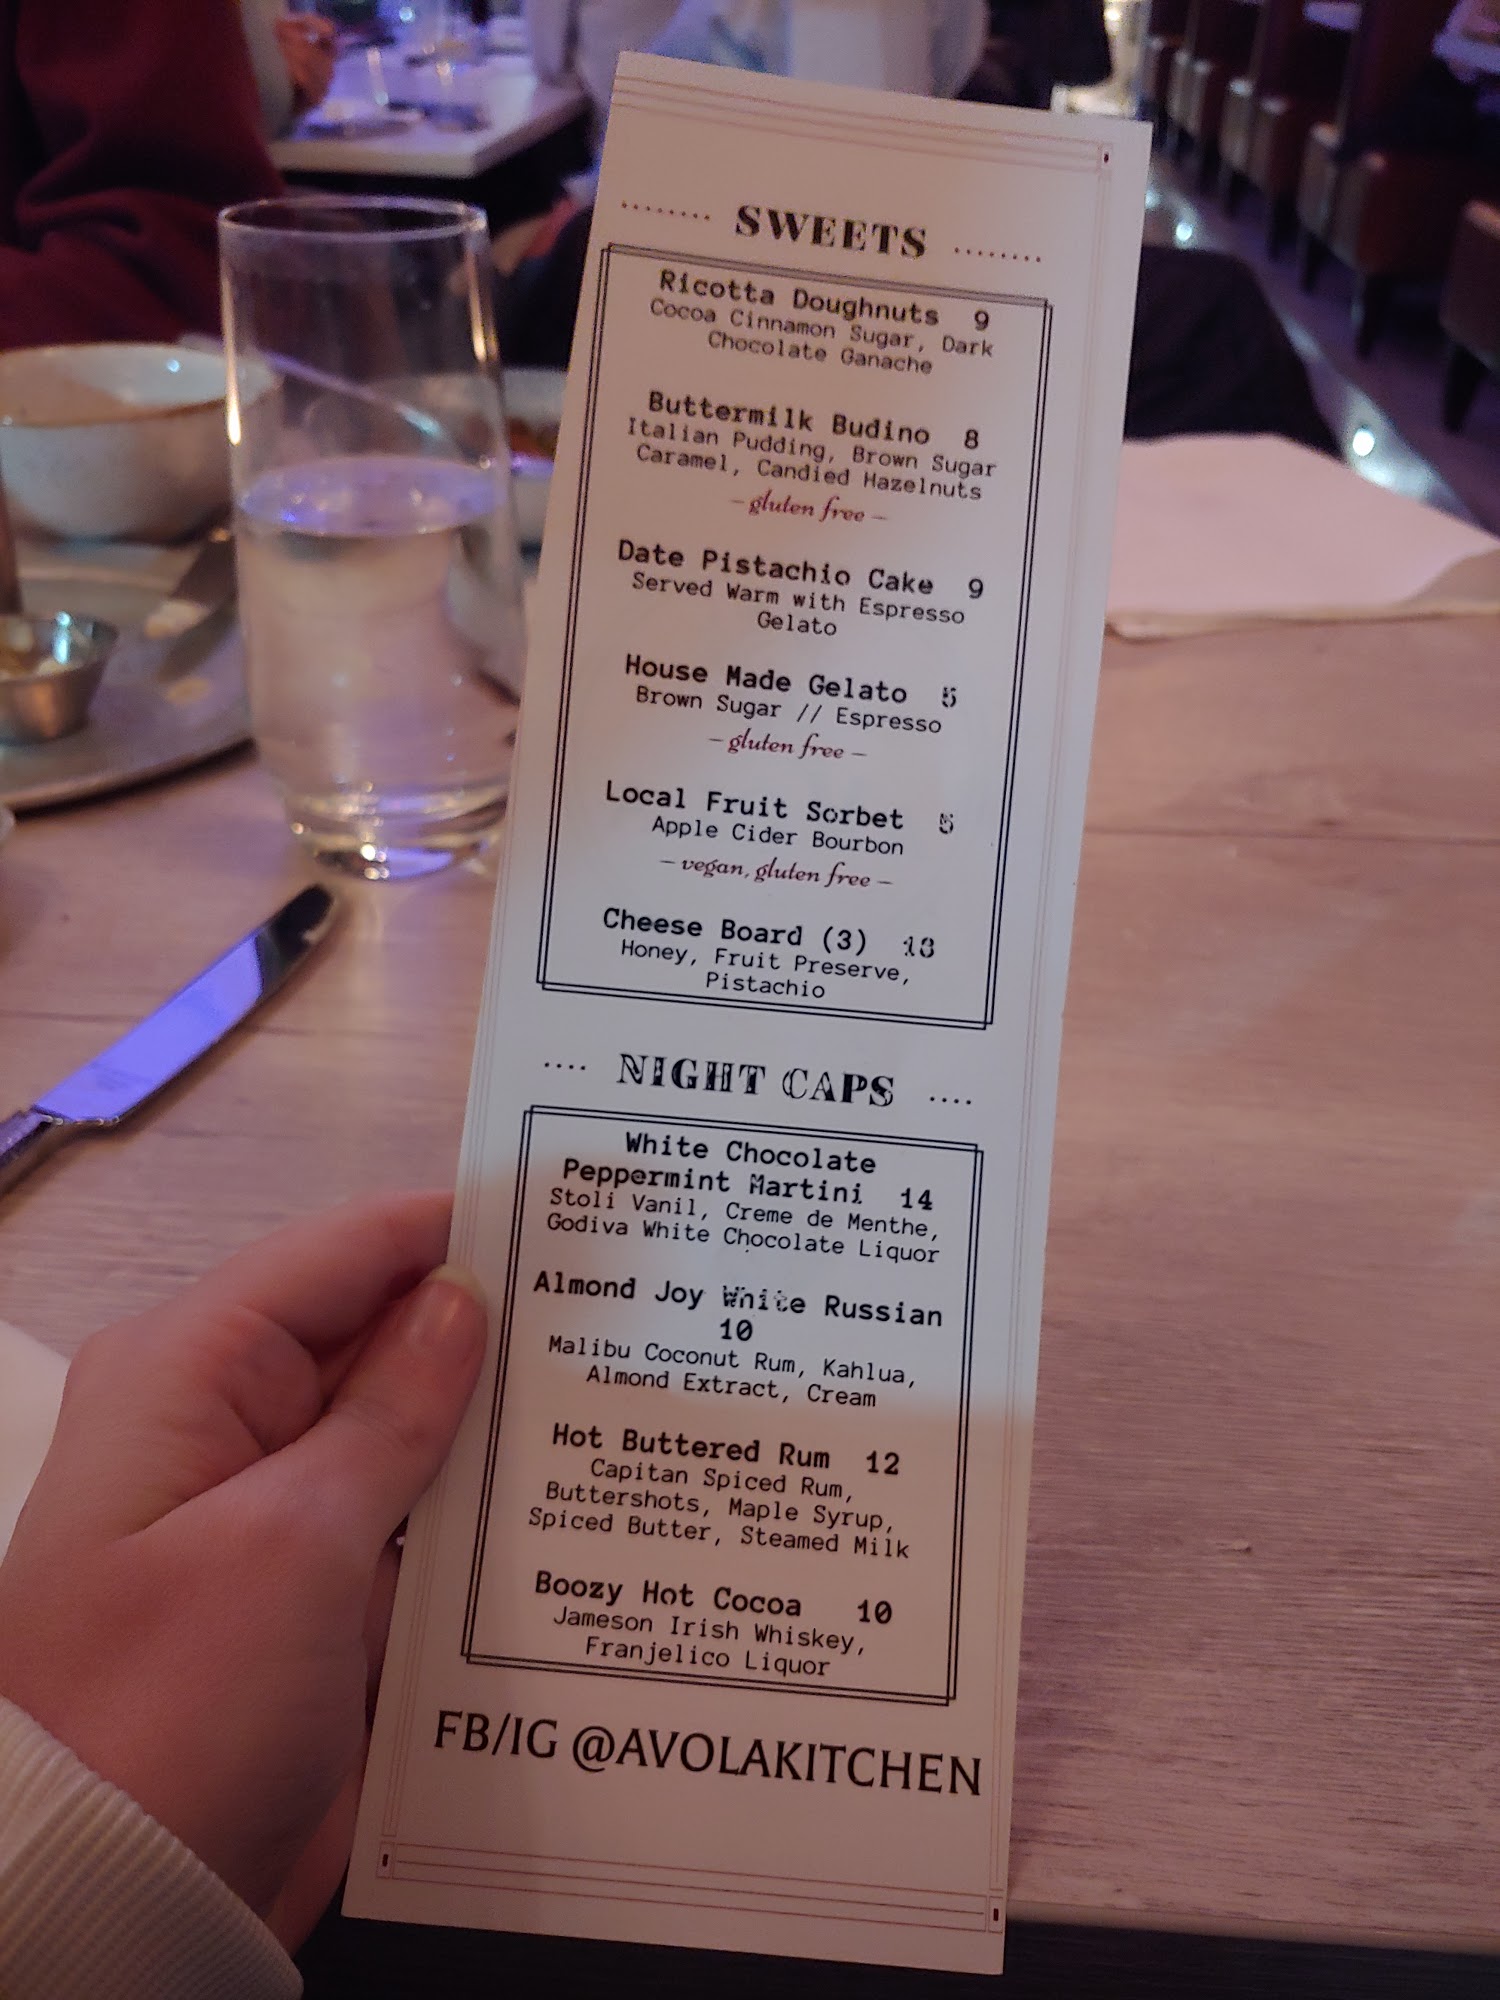 ........ SWEETS ........
Ricotta Doughnuts 9
Cocoa Cinnamon Sugar, Dark
Chocolate Ganache
Buttermilk Budino 8
Italian Pudding, Brown Sugar
Caramel, Candied Hazelnuts
– gluten free –
Date Pistachio Cake 9
Served Warm with Espresso
Gelato
House Made Gelato 5
Brown Sugar // Espresso
– gluten free –
Local Fruit Sorbet 5
Apple Cider Bourbon
– vegan, gluten free –
Cheese Board (3) 13
Honey, Fruit Preserve,
Pistachio
.... NIGHT CAPS ....
White Chocolate
Peppermint Martini 14
Stoli Vanil, Creme de Menthe,
Godiva White Chocolate Liquor
Almond Joy White Russian
10
Malibu Coconut Rum, Kahlua,
Almond Extract, Cream
Hot Buttered Rum 12
Capitan Spiced Rum,
Buttershots, Maple Syrup,
Spiced Butter, Steamed Milk
Boozy Hot Cocoa 10
Jameson Irish Whiskey,
Franjelico Liquor
FB/IG @AVOLAKITCHEN